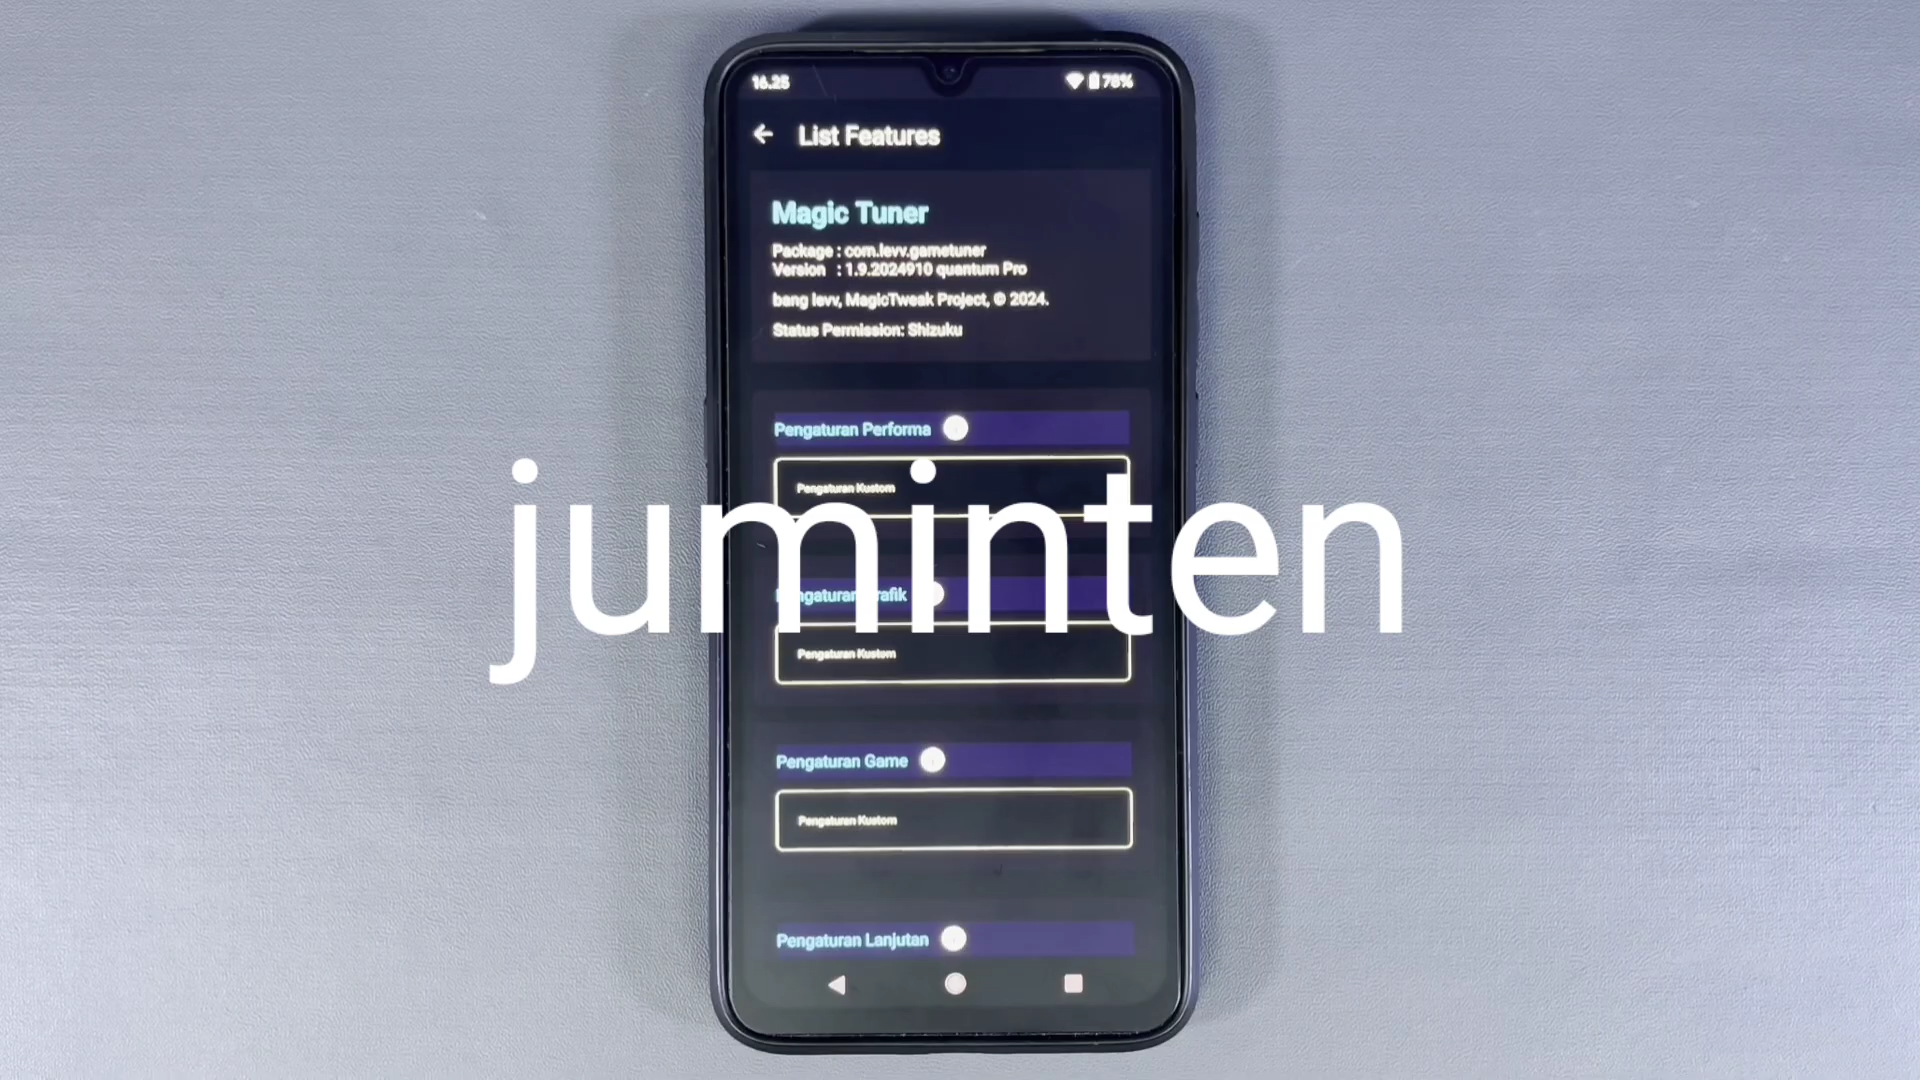 16.25 78%
List Features
Magic Tuner
Package : com.levv.gametuner
Version : 1.9.2024910 quantum Pro
bang levv, MagicTweak Project, © 2024.
Status Permission: Shizuku
Pengaturan Performa
Pengaturan Kustom
juminten
Pengaturan Grafik
Pengaturan Kustom
Pengaturan Game
Pengaturan Kustom
Pengaturan Lanjutan